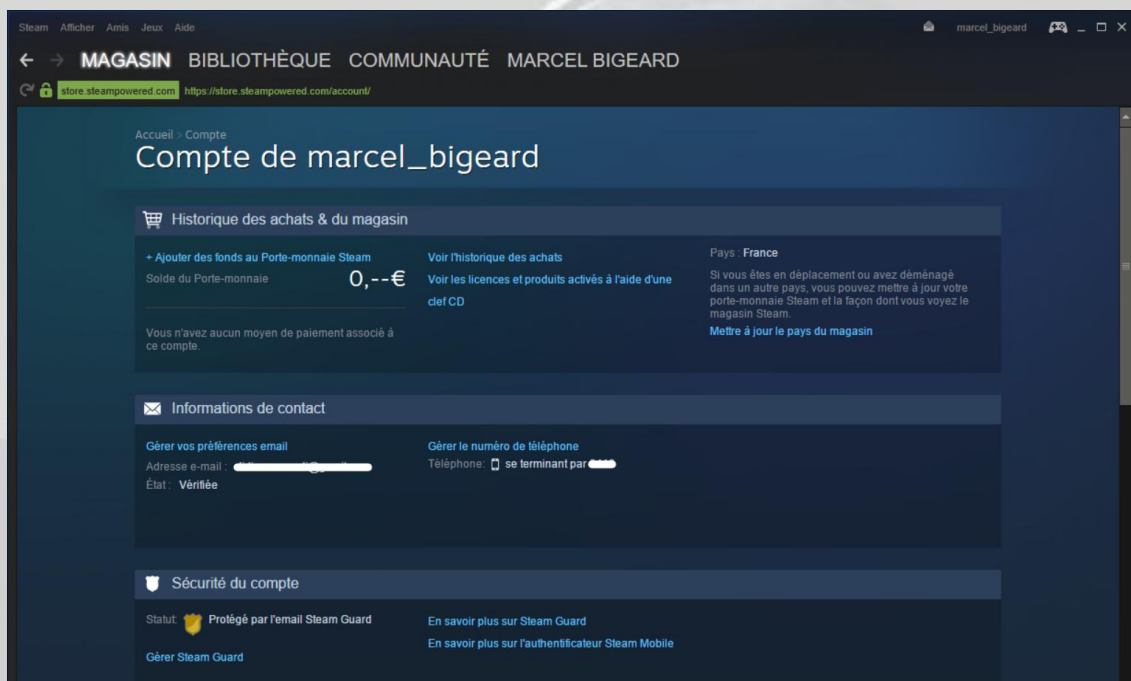 Steam Afficher Amis Jeux Aide
marcel_bigeard
MAGASIN BIBLIOTHÈQUE COMMUNAUTÉ MARCEL BIGEARD
store.steampowered.com https://store.steampowered.com/account/
Accueil > Compte
Compte de marcel_bigeard
Historique des achats & du magasin
+ Ajouter des fonds au Porte-monnaie Steam
Solde du Porte-monnaie 0,--€
Vous n'avez aucun moyen de paiement associé à
ce compte.
Voir l'historique des achats
Voir les licences et produits activés à l'aide d'une
clef CD
Pays : France
Si vous êtes en déplacement ou avez déménagé
dans un autre pays, vous pouvez mettre à jour votre
porte-monnaie Steam et la façon dont vous voyez le
magasin Steam.
Mettre à jour le pays du magasin
Informations de contact
Gérer vos préférences email
Adresse e-mail :
État : Vérifiée
Gérer le numéro de téléphone
Téléphone: se terminant par
Sécurité du compte
Statut: Protégé par l'email Steam Guard
Gérer Steam Guard
En savoir plus sur Steam Guard
En savoir plus sur l'authentificateur Steam Mobile